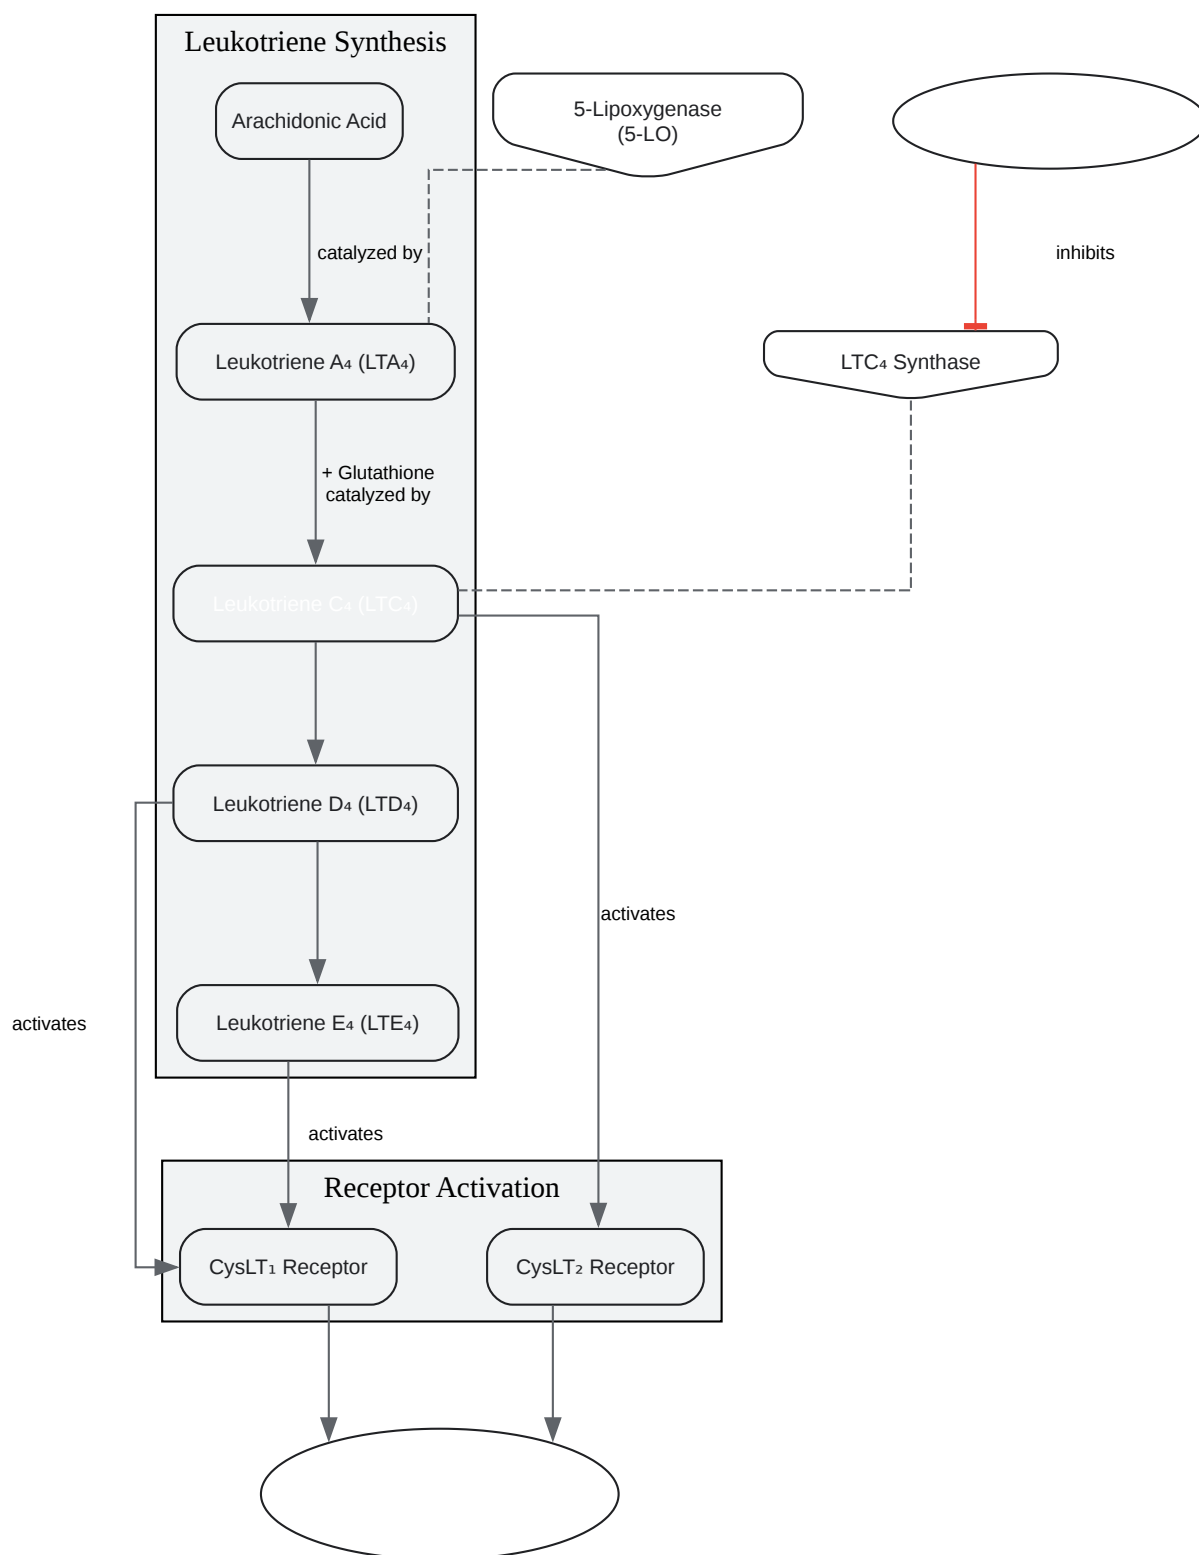 Leukotriene Synthesis
Arachidonic Acid
5-Lipoxygenase
(5-LO)
catalyzed by
inhibits
Leukotriene A₄ (LTA₄)
LTC₄ Synthase
+ Glutathione
catalyzed by
Leukotriene C₄ (LTC₄)
Leukotriene D₄ (LTD₄)
activates
Leukotriene E₄ (LTE₄)
activates
activates
Receptor Activation
CysLT₁ Receptor
CysLT₂ Receptor